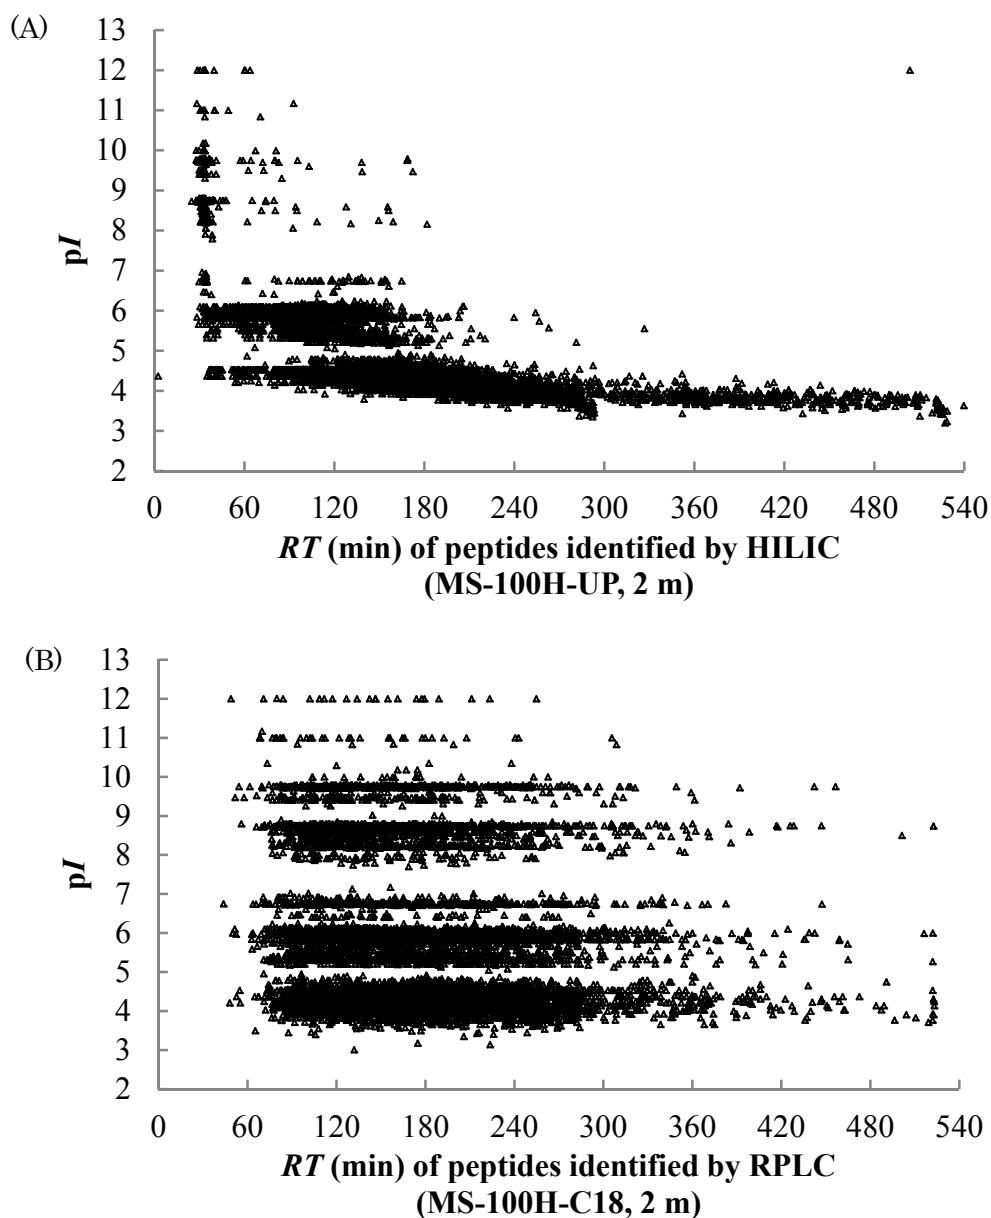 (A)
13
12
11
10
9
8
7
6
5
4
3
2
pI
0 60 120 180 240 300 360 420 480 540
RT (min) of peptides identified by HILIC
(MS-100H-UP, 2 m)
(B)
13
12
11
10
9
8
7
6
5
4
3
2
pI
0 60 120 180 240 300 360 420 480 540
RT (min) of peptides identified by RPLC
(MS-100H-C18, 2 m)